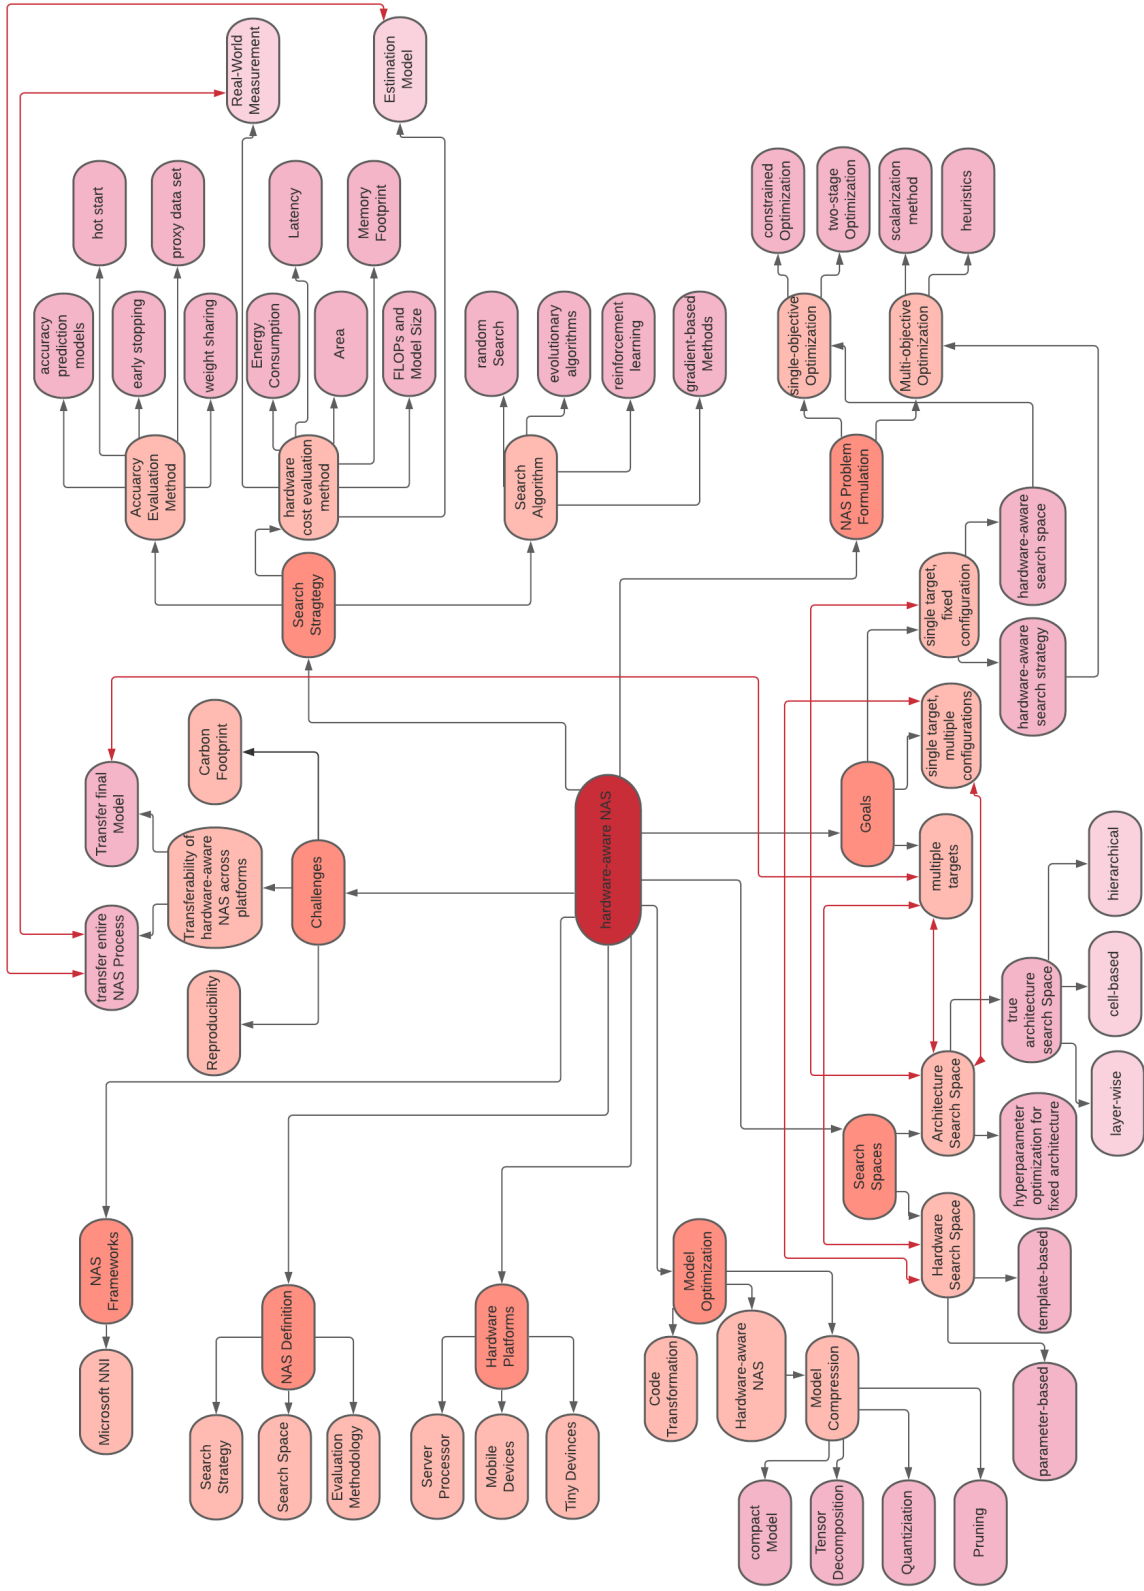 Real-World
Measurement
Estimation
Model
hot start
proxy data set
Latency
Memory
Footprint
accuracy
prediction
models
early stopping
weight sharing
Energy
Consumption
Area
FLOPs and
Model Size
random
Search
evolutionary
algorithms
reinforcement
learning
gradient-based
Methods
constrained
Optimization
two-stage
Optimization
scalarization
method
heuristics
single-objective
Optimization
Multi-objective
Optimization
Accuarcy
Evaluation
Method
hardware
cost evaluation
method
Search
Algorithm
NAS Problem
Formulation
Search
Stragtegy
single target,
fixed
configuration
hardware-aware
search space
hardware-aware
search strategy
single target,
multiple
configurations
Carbon
Footprint
Transfer final
Model
Transferability of
hardware-aware
NAS across
platforms
transfer entire
NAS Process
Challenges
Reproducibility
hardware-aware NAS
Goals
multiple
targets
hierarchical
cell-based
layer-wise
true
architecture
search Space
Architecture
Search Space
hyperparameter
optimization for
fixed architecture
Search
Spaces
Hardware
Search Space
template-based
parameter-based
NAS
Frameworks
Microsoft NNI
NAS Definition
Search
Strategy
Search Space
Evaluation
Methodology
Hardware
Platforms
Server
Processor
Mobile
Devices
Tiny Devinces
Model
Optimization
Code
Transformation
Hardware-aware
NAS
Model
Compression
compact
Model
Tensor
Decomposition
Quantiziation
Pruning